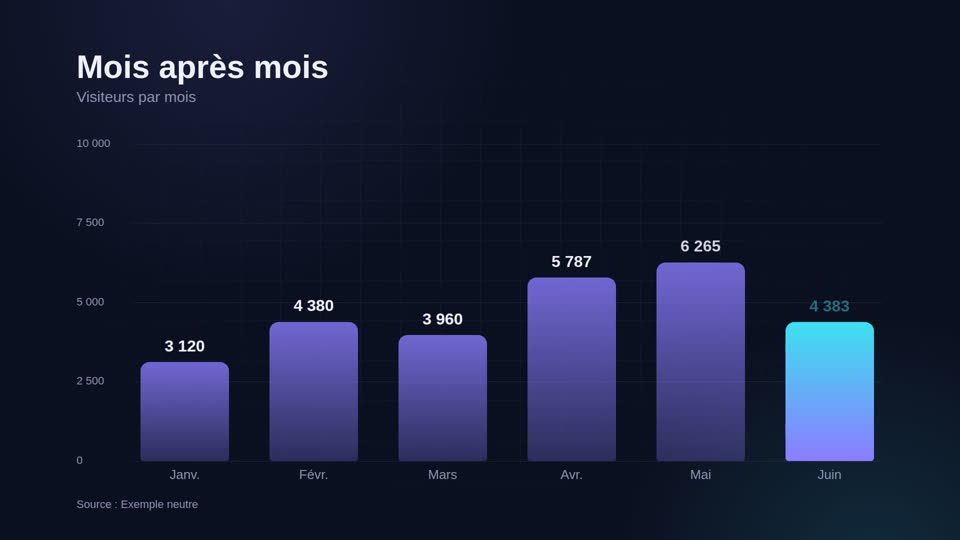 Mois après mois
Visiteurs par mois
10 000
7 500
5 000
2 500
0
3 120
4 380
3 960
5 787
6 265
4 383
Janv.
Févr.
Mars
Avr.
Mai
Juin
Source : Exemple neutre